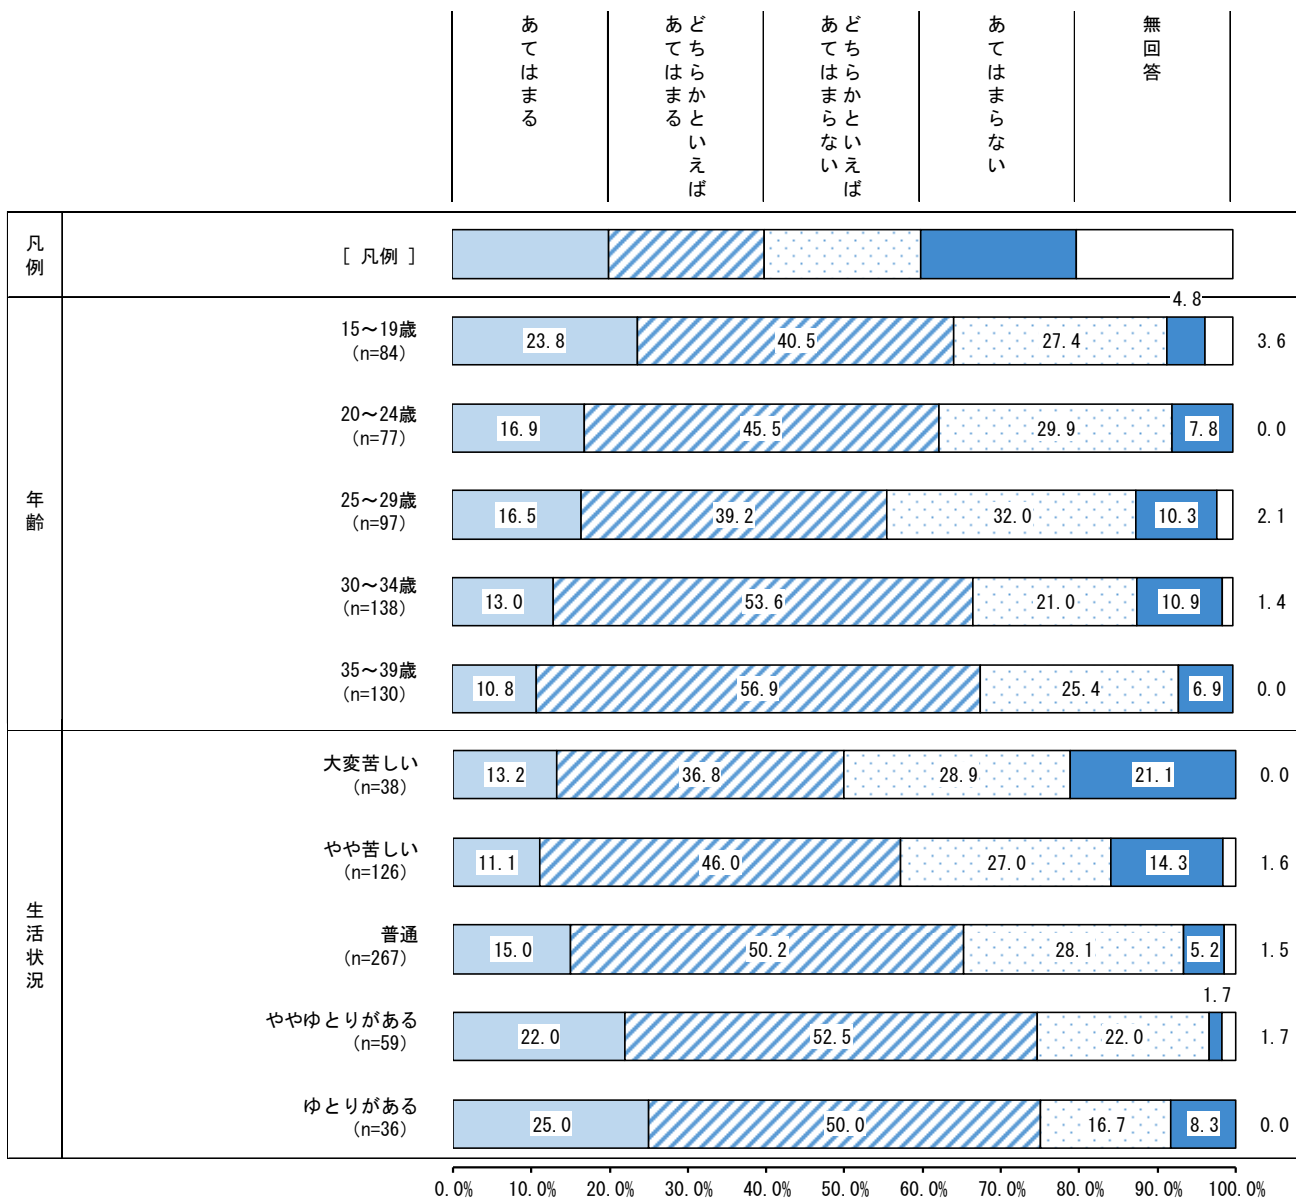 あてはまる
どちらかといえば
あてはまる
どちらかといえば
あてはまらない
あてはまらない
無回答
凡例
[ 凡例 ]
年齢
15～19歳
(n=84)
23.8
40.5
27.4
4.8
3.6
20～24歳
(n=77)
16.9
45.5
29.9
7.8
0.0
25～29歳
(n=97)
16.5
39.2
32.0
10.3
2.1
30～34歳
(n=138)
13.0
53.6
21.0
10.9
1.4
35～39歳
(n=130)
10.8
56.9
25.4
6.9
0.0
生活状況
大変苦しい
(n=38)
13.2
36.8
28.9
21.1
0.0
やや苦しい
(n=126)
11.1
46.0
27.0
14.3
1.6
普通
(n=267)
15.0
50.2
28.1
5.2
1.5
ややゆとりがある
(n=59)
22.0
52.5
22.0
1.7
1.7
ゆとりがある
(n=36)
25.0
50.0
16.7
8.3
0.0
0.0% 10.0% 20.0% 30.0% 40.0% 50.0% 60.0% 70.0% 80.0% 90.0% 100.0%